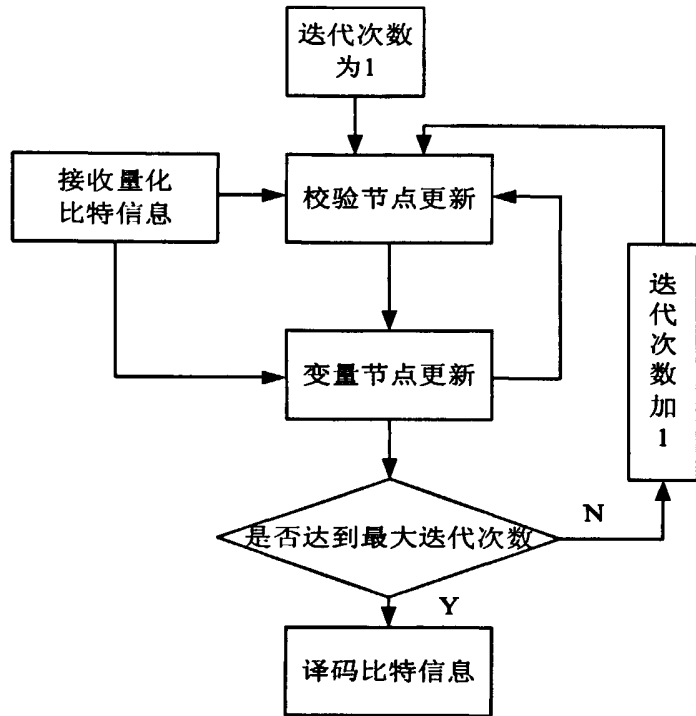 迭代次数
为1
接收量化
比特信息
校验节点更新
变量节点更新
迭
代
次
数
加
1
是否达到最大迭代次数
N
Y
译码比特信息